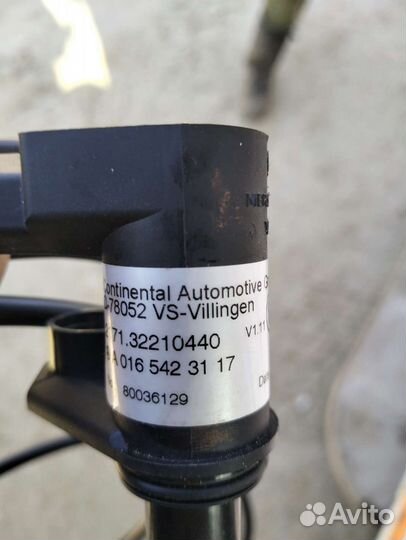 Continental Automotive G
-78052 VS-Villingen
71.32210440
V1.11
A 016 542 31 17
80036129
Avito